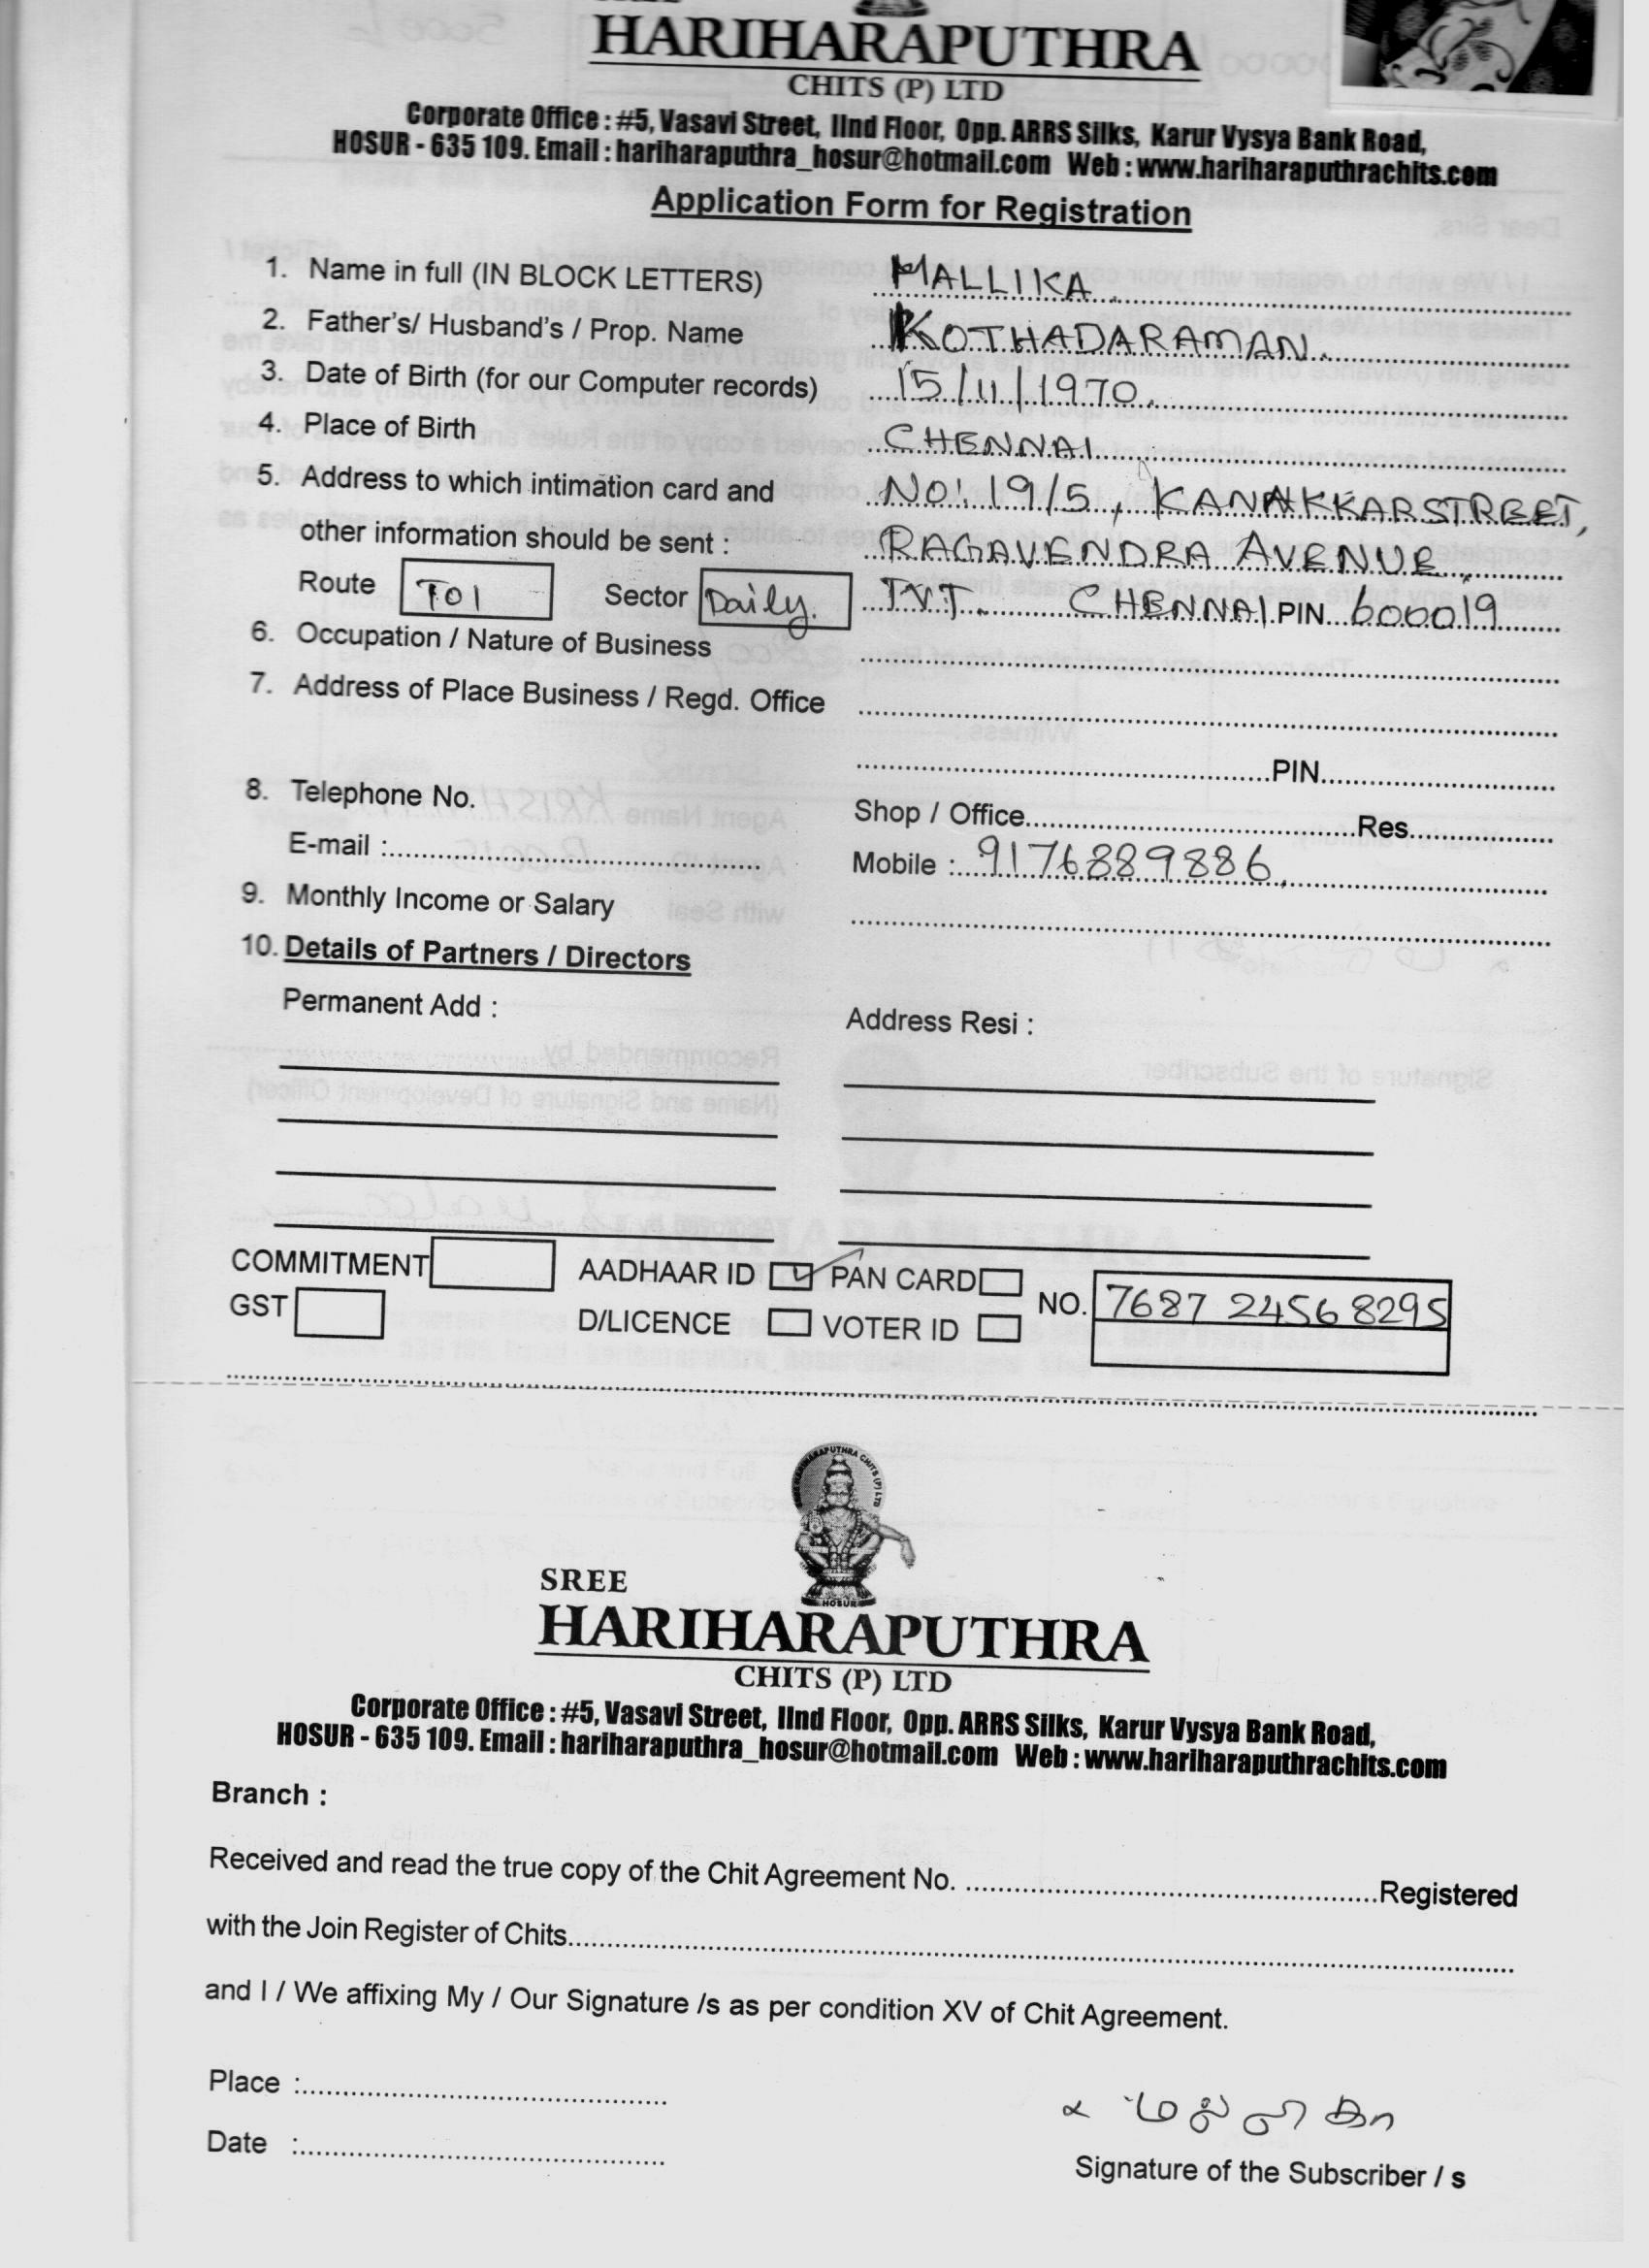 HARIHARAPUTHRA
CHITS (P) LTD
Corporate Office : #5, Vasavi Street, IInd Floor, Opp. ARRS Silks, Karur Vysya Bank Road,
HOSUR - 635 109. Email : hariharaputhra_hosur@hotmail.com Web : www.hariharaputhrachits.com
Application Form for Registration
1. Name in full (IN BLOCK LETTERS) MALLIKA.
2. Father's/ Husband's / Prop. Name KOTHADARAMAN.
3. Date of Birth (for our Computer records) 15/11/1970.
4. Place of Birth CHENNAI
5. Address to which intimation card and NO: 19/5, KANAKKARSTREET,
other information should be sent : RAGAVENDRA AVENUE,
Route T01 Sector Daily. T.V.T. CHENNAI PIN 600019
6. Occupation / Nature of Business
7. Address of Place Business / Regd. Office
PIN
8. Telephone No. Shop / Office Res
E-mail : Mobile : 9176889886,
9. Monthly Income or Salary
10. Details of Partners / Directors
Permanent Add : Address Resi :
COMMITMENT AADHAAR ID ✓ PAN CARD NO. 7687 2456 8295
GST D/LICENCE VOTER ID
SREE
HARIHARAPUTHRA
CHITS (P) LTD
Corporate Office : #5, Vasavi Street, IInd Floor, Opp. ARRS Silks, Karur Vysya Bank Road,
HOSUR - 635 109. Email : hariharaputhra_hosur@hotmail.com Web : www.hariharaputhrachits.com
Branch :
Received and read the true copy of the Chit Agreement No. Registered
with the Join Register of Chits
and I / We affixing My / Our Signature /s as per condition XV of Chit Agreement.
Place :
Date :
மல்லிகா
Signature of the Subscriber / s